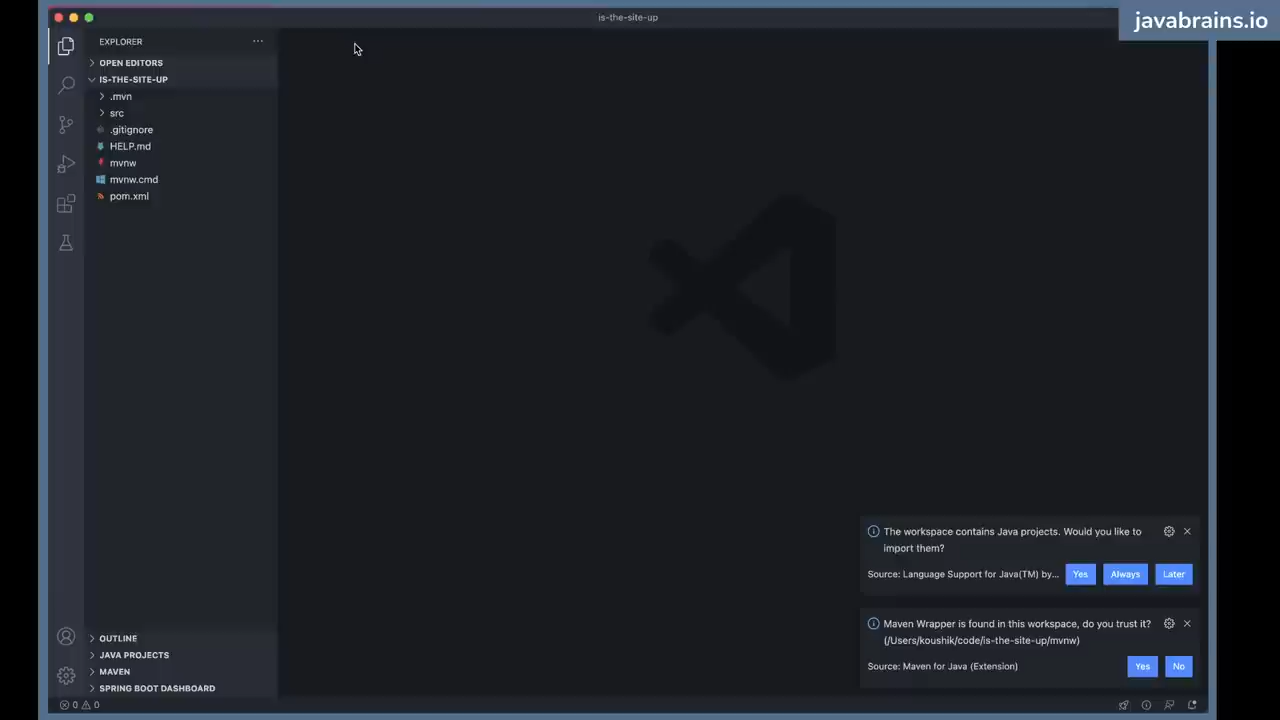 is-the-site-up
javabrains.io
EXPLORER
OPEN EDITORS
IS-THE-SITE-UP
.mvn
src
.gitignore
HELP.md
mvnw
mvnw.cmd
pom.xml
The workspace contains Java projects. Would you like to
import them?
Source: Language Support for Java(TM) by...
Yes
Always
Later
Maven Wrapper is found in this workspace, do you trust it?
(/Users/koushik/code/is-the-site-up/mvnw)
Source: Maven for Java (Extension)
Yes
No
OUTLINE
JAVA PROJECTS
MAVEN
SPRING BOOT DASHBOARD
0 0